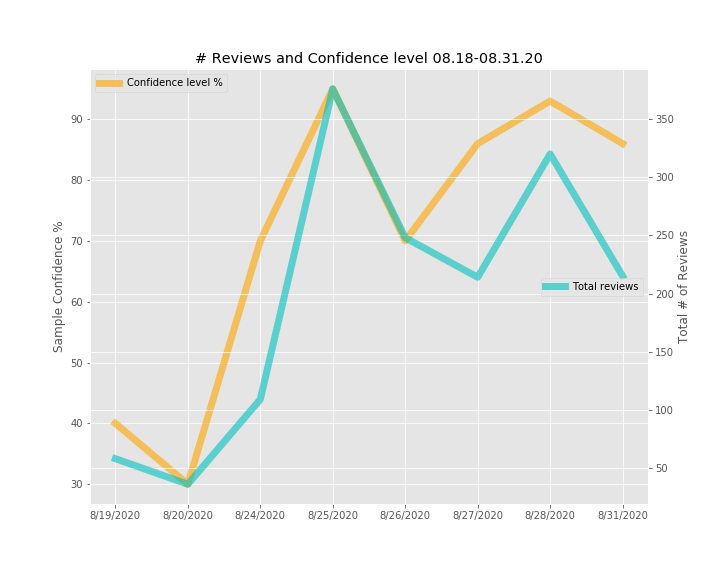 # Reviews and Confidence level 08.18-08.31.20
Confidence level %
Total reviews
Sample Confidence %
90
80
70
60
50
40
30
Total # of Reviews
350
300
250
200
150
100
50
8/19/2020 8/20/2020 8/24/2020 8/25/2020 8/26/2020 8/27/2020 8/28/2020 8/31/2020